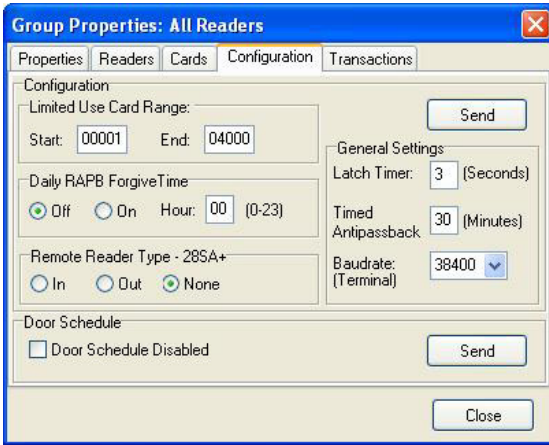 Group Properties: All Readers
Properties Readers Cards Configuration Transactions
Configuration
Limited Use Card Range:
Start: 00001 End: 04000
Send
General Settings
Latch Timer: 3 (Seconds)
Daily RAPB ForgiveTime
Off On Hour: 00 (0-23)
Timed
Antipassback 30 (Minutes)
Remote Reader Type - 28SA+
In Out None
Baudrate: 38400
(Terminal)
Door Schedule
Door Schedule Disabled
Send
Close